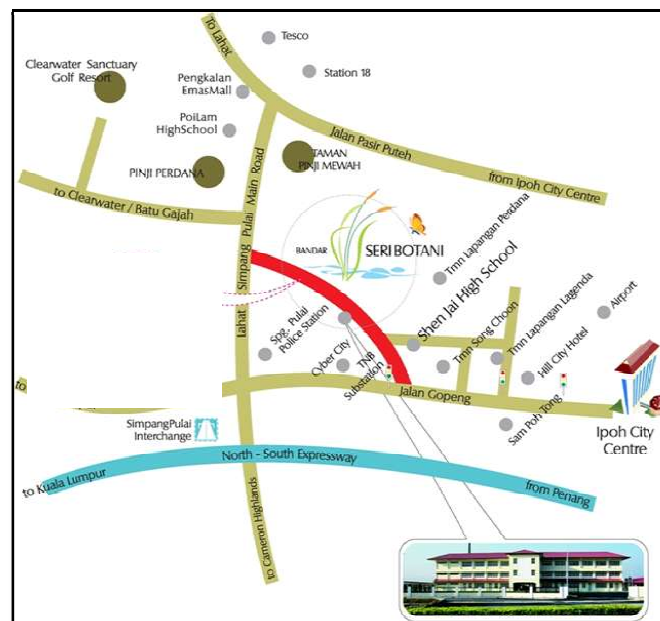 To Lahat
Tesco
Clearwater Sanctuary
Golf Resort
Station 18
Pengkalan
EmasMall
PoiLam
HighSchool
Jalan Pasir Puteh
TAMAN
PINJI MEWAH
PINJI PERDANA
from Ipoh City Centre
to Clearwater / Batu Gajah
Lahat Simpang Pulai Main Road
BANDAR SERI BOTANI
Tmn Lapangan Perdana
Shen Jai High School
Tmn Lapangan Lagenda
Airport
Spg. Pulai
Police Station
Cyber City
TNB
Substation
Tmn Song Choon
Hill City Hotel
to
Jalan Gopeng
Sam Poh Tong
Ipoh City
Centre
SimpangPulai
Interchange
North - South Expressway
to Kuala Lumpur
from Penang
to Cameron Highlands